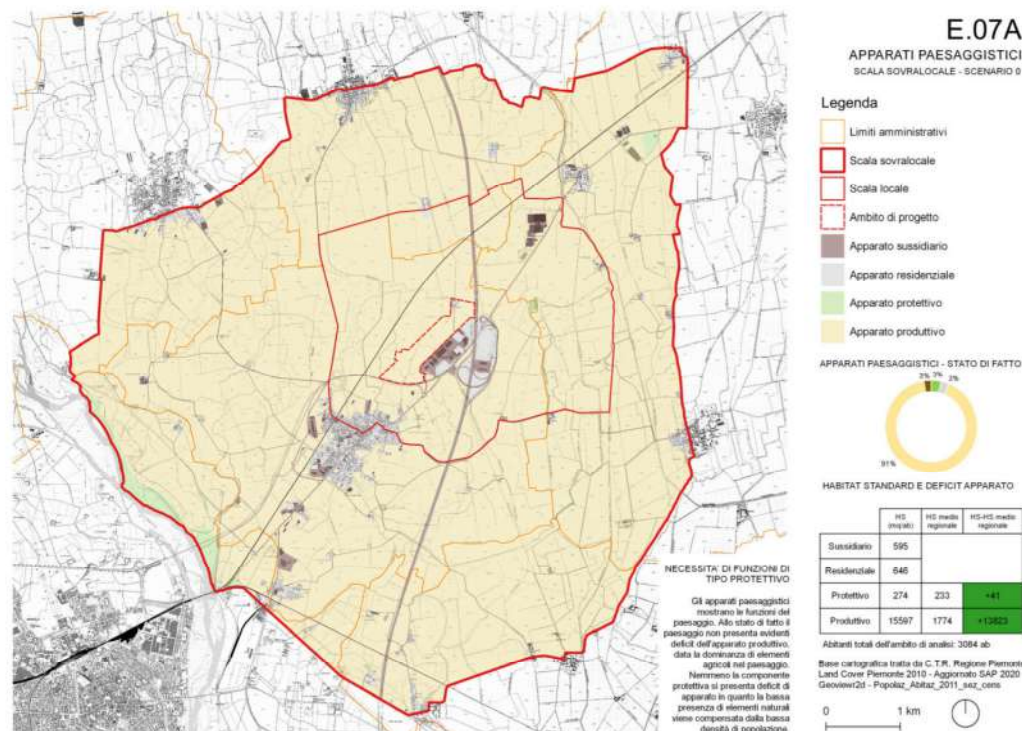 E.07A
APPARATI PAESAGGISTICI
SCALA SOVRALOCALE - SCENARIO 0
Legenda
Limiti amministrativi
Scala sovralocale
Scala locale
Ambito di progetto
Apparato sussidiario
Apparato residenziale
Apparato protettivo
Apparato produttivo
APPARATI PAESAGGISTICI - STATO DI FATTO
3% 3% 2%
91%
HABITAT STANDARD E DEFICIT APPARATO
HS (mq/ab) HS medio regionale HS-HS medio regionale
Sussidiario 595
Residenziale 646
Protettivo 274 233 +41
Produttivo 15597 1774 +13823
Abitanti totali dell'ambito di analisi: 3084 ab
Base cartografica tratta da C.T.R. Regione Piemonte
Land Cover Piemonte 2010 - Aggiornato SAP 2020
Geoviewr2d - Popolaz_Abitaz_2011_sez_cens
0 1 km
NECESSITA' DI FUNZIONI DI
TIPO PROTETTIVO
Gli apparati paesaggistici
mostrano le funzioni del
paesaggio. Allo stato di fatto il
paesaggio non presenta evidenti
deficit dell'apparato produttivo,
data la dominanza di elementi
agricoli nel paesaggio.
Nemmeno la componente
protettiva si presenta deficit di
apparato in quanto la bassa
presenza di elementi naturali
viene compensata dalla bassa
densità di popolazione.